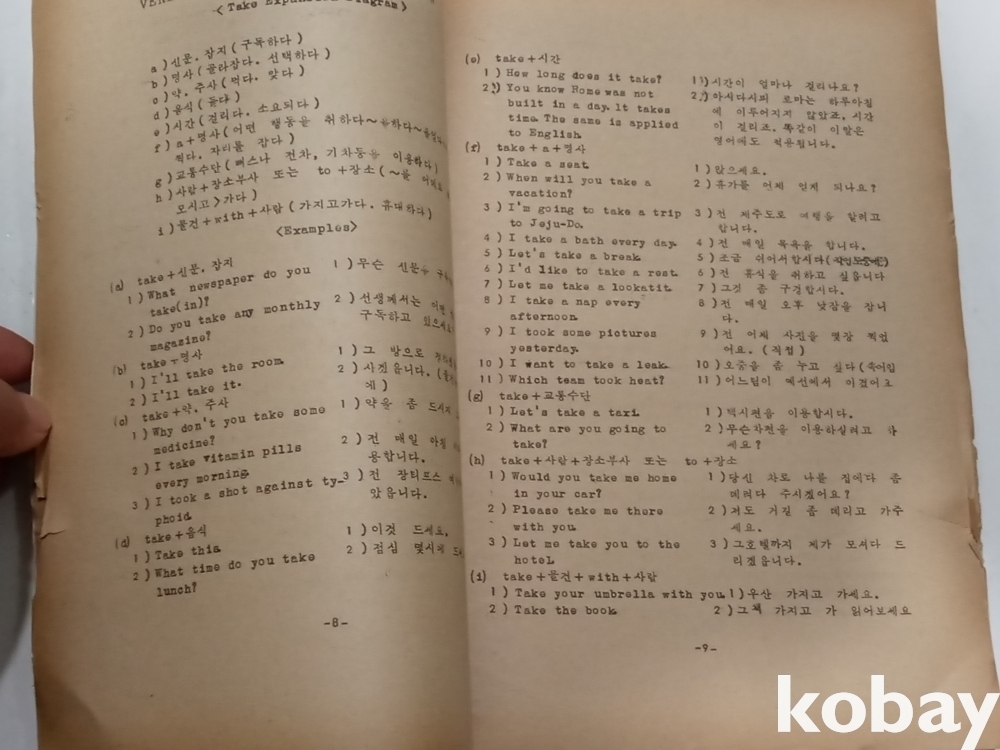 <Take Expansion Diagram>
a)신문. 잡지(구독하다)
b)명사(골라잡다. 선택하다)
c)약. 주사(먹다. 맞다)
d)음식(들다)
e)시간(걸리다. 소요되다)
f)a+명사(어떤 행동을 취하다~을하다~
찍다. 자리를 잡다)
g)교통수단(뻐스나 전차, 기차등을 이용하다)
h)사람+장소부사 또는 to+장소(~를
모시고>가다)
i)물건+with+사람(가지고가다. 휴대하다)
<Examples>
(a) take+신문. 잡지
1)What newspaper do you 1)무슨 신문을
take(in)?
2)Do you take any monthly 2)선생께서는
magazine? 구독하고
(b) take+명사
1)I'll take the room. 1)그 방으로
2)I'll take it. 2)사겠읍니다.
게)
(c) take+약. 주사
1)Why don't you take some 1)약을 좀 드시지
medicine?
2)I take vitamin pills 2)전 매일 아침
every morning. 용합니다.
3)I took a shot against ty- 3)전 장티프스
phoid. 았읍니다.
(d) take+음식
1)Take this. 1)이것 드세요.
2)What time do you take 2)점심 몇시에
lunch?
-8-
(e) take+시간
1)How long does it take? 1)시간이 얼마나 걸리나요?
2)You know Rome was not 2)아시다시피 로마는 하루아침
built in a day. It takes 에 이루어지지 않았죠. 시간
time. The same is applied 이 걸리죠. 똑같이 이말은
to English. 영어에도 적용됩니다.
(f) take+a+명사
1)Take a seat. 1)앉으세요.
2)When will you take a 2)휴가를 언제 얻게 되나요?
vacation?
3)I'm going to take a trip 3)전 제주도로 여행을 할려고
to Jeju-Do. 합니다.
4)I take a bath every day. 4)전 매일 목욕을 합니다.
5)Let's take a break. 5)조금 쉬어서합시다
6)I'd like to take a rest. 6)전 휴식을 취하고 싶읍니다
7)Let me take a lookatit. 7)그것 좀 구경합시다.
8)I take a nap every 8)전 매일 오후 낮잠을 잡니
afternoon. 다.
9)I took some pictures 9)전 어제 사진을 몇장 찍었
yesterday. 어요. (직접)
10)I want to take a leak. 10)오줌을 좀 누고 싶다(속어임
11)Which team took heat? 11)어느팀이 예선에서 이겼어요
(g) take+교통수단
1)Let's take a taxi. 1)택시편을 이용합시다.
2)What are you going to 2)무슨차편을 이용하실려고 하
take? 세요?
(h) take+사람+장소부사 또는 to+장소
1)Would you take me home 1)당신 차로 나를 집에다 좀
in your car? 데려다 주시겠어요?
2)Please take me there 2)저도 거길 좀 데리고 가주
with you. 세요.
3)Let me take you to the 3)그호텔까지 제가 모셔다 드
hotel. 리겠읍니다.
(i) take+물건+with+사람
1)Take your umbrella with you. 1)우산 가지고 가세요.
2)Take the book. 2)그책 가지고 가 읽어보세요
-9-
kobay